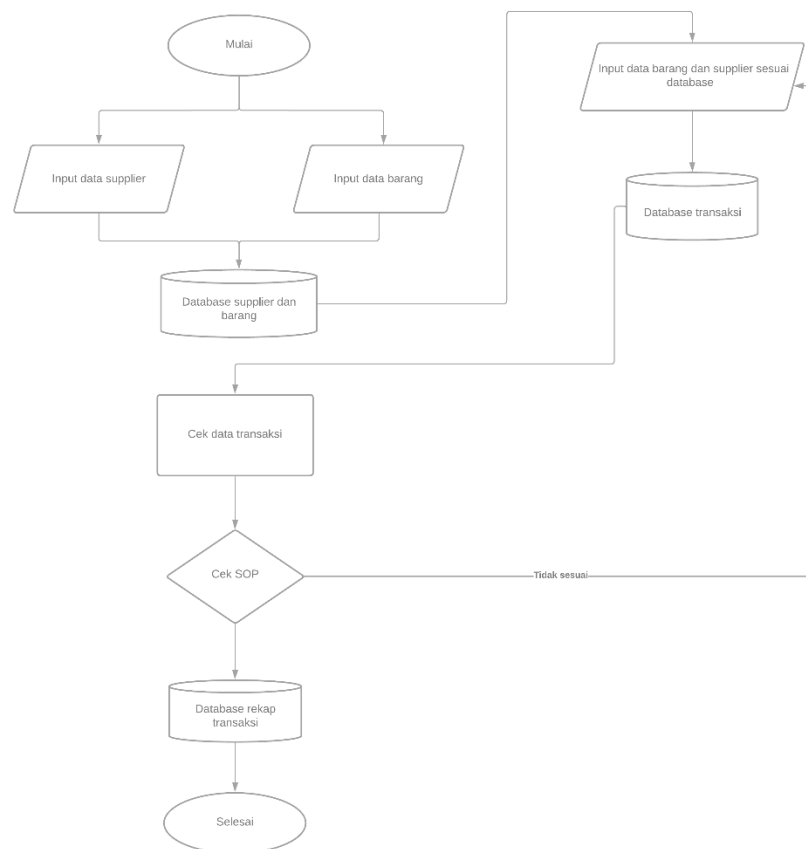 Mulai
Input data barang dan supplier sesuai
database
Input data supplier
Input data barang
Database transaksi
Database supplier dan
barang
Cek data transaksi
Cek SOP
Tidak sesuai
Database rekap
transaksi
Selesai